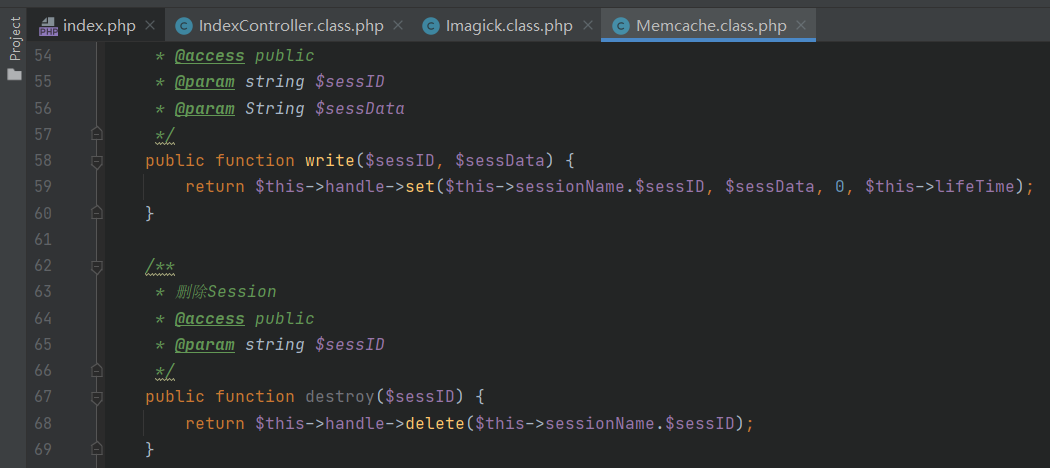 Project
index.php
IndexController.class.php
Imagick.class.php
Memcache.class.php
54 * @access public
55 * @param string $sessID
56 * @param String $sessData
57 */
58 public function write($sessID, $sessData) {
59 return $this->handle->set($this->sessionName.$sessID, $sessData, 0, $this->lifeTime);
60 }
61
62 /**
63 * 删除Session
64 * @access public
65 * @param string $sessID
66 */
67 public function destroy($sessID) {
68 return $this->handle->delete($this->sessionName.$sessID);
69 }